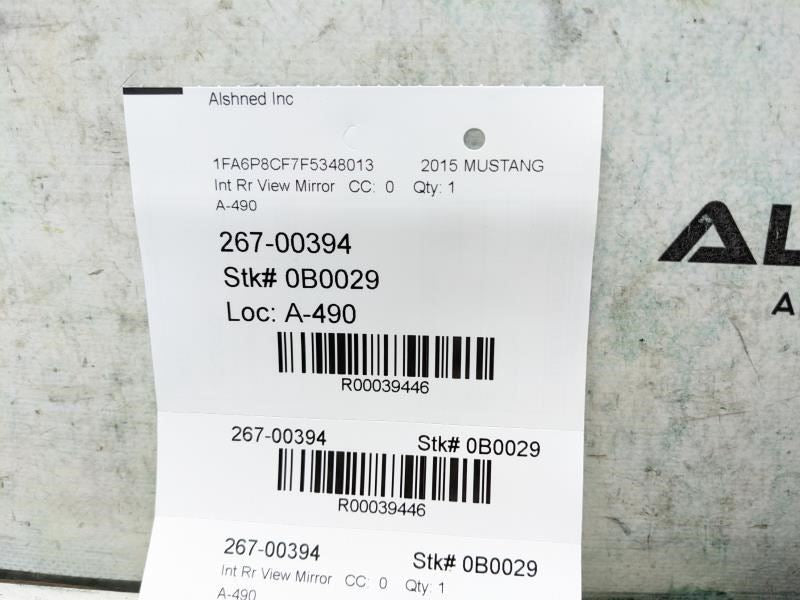 Alshned Inc
1FA6P8CF7F5348013 2015 MUSTANG
Int Rr View Mirror CC: 0 Qty: 1
A-490
267-00394
Stk# 0B0029
Loc: A-490
R00039446
267-00394 Stk# 0B0029
R00039446
267-00394 Stk# 0B0029
Int Rr View Mirror CC: 0 Qty: 1
A-490
AL
A